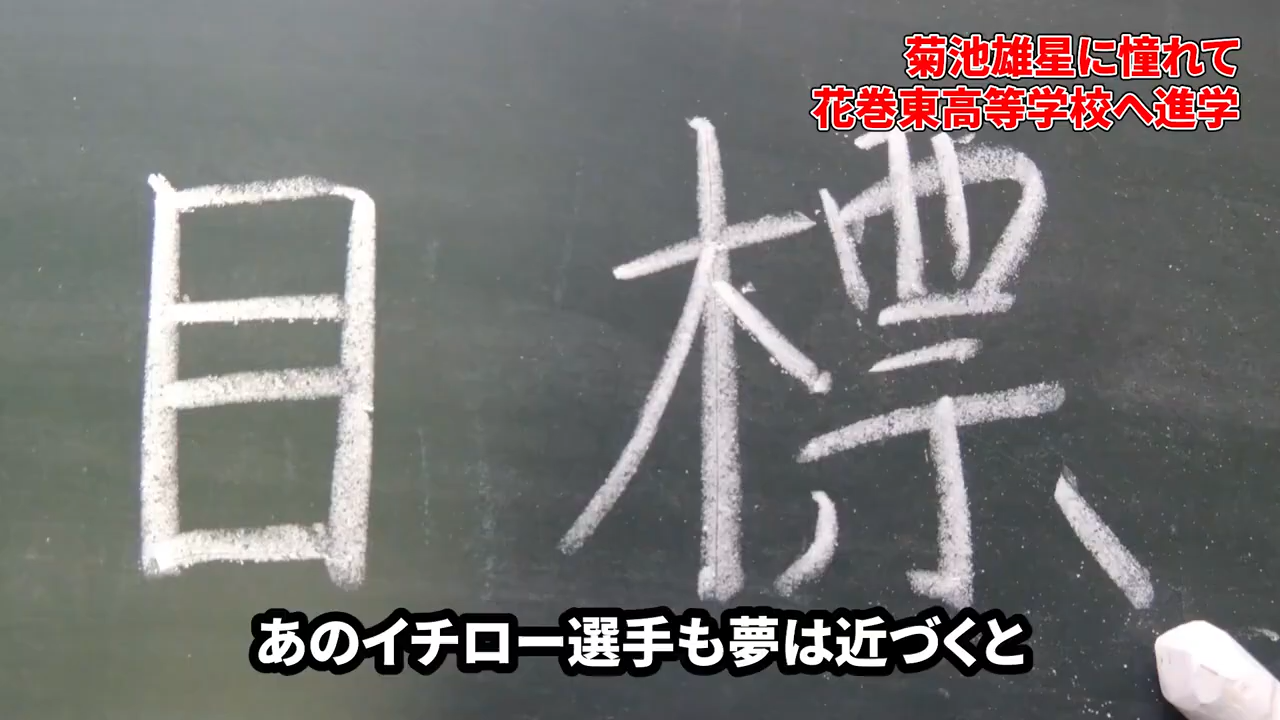 菊池雄星に憧れて
花巻東高等学校へ進学
目標
あのイチロー選手も夢は近づくと